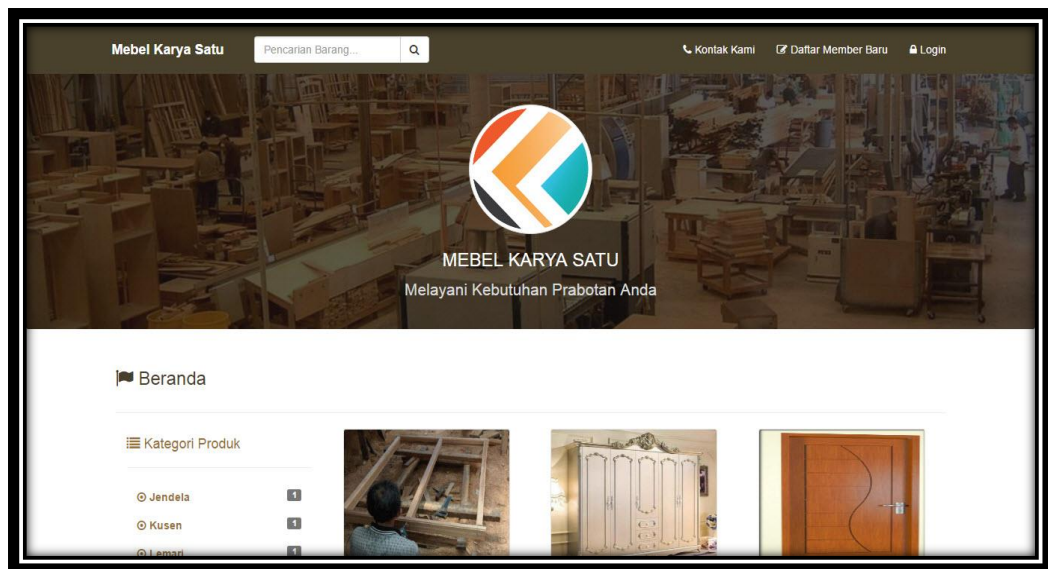 Mebel Karya Satu
Pencarian Barang...
Kontak Kami
Daftar Member Baru
Login
MEBEL KARYA SATU
Melayani Kebutuhan Prabotan Anda
Beranda
Kategori Produk
Jendela 1
Kusen 1
Lemari 1